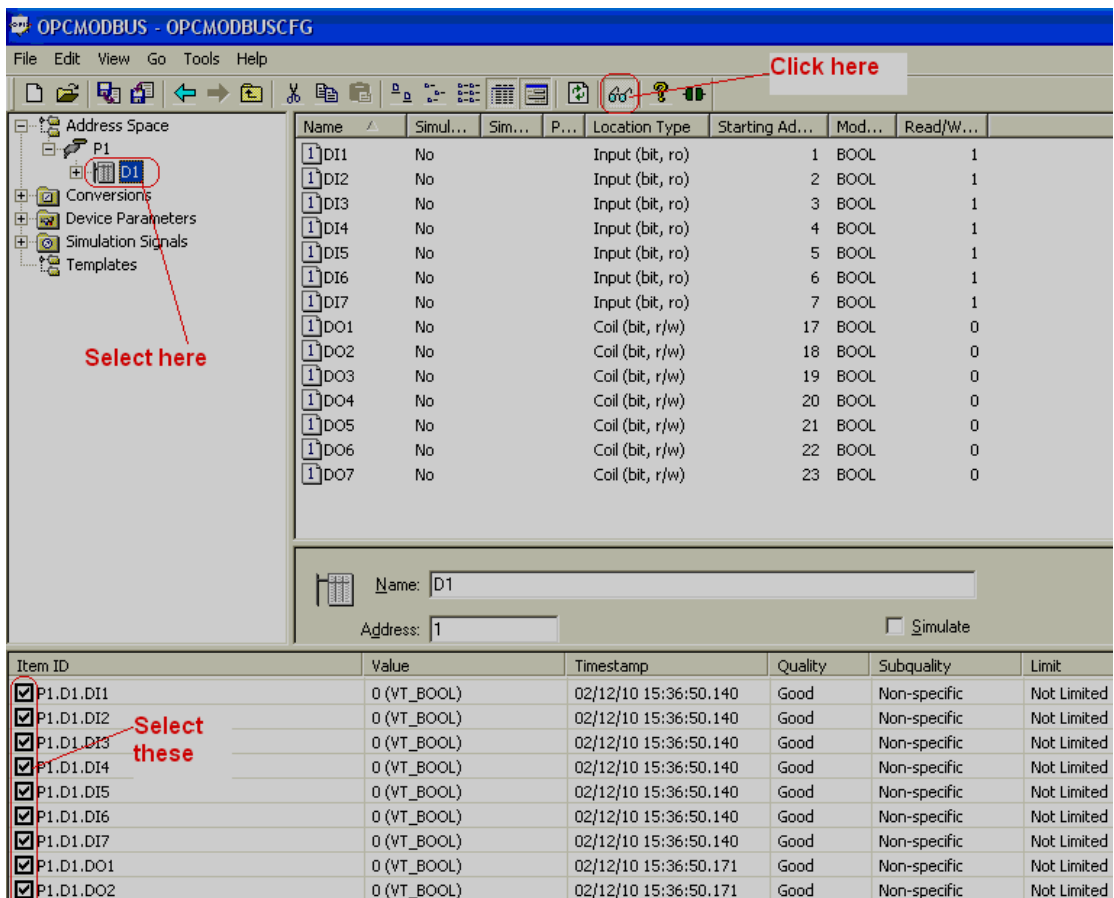 OPCMODBUS - OPCMODBUSCFG
File Edit View Go Tools Help
Click here
Address Space
P1
D1
Conversions
Device Parameters
Simulation Signals
Templates
Select here
Name Simul... Sim... P... Location Type Starting Ad... Mod... Read/W...
DI1 No Input (bit, ro) 1 BOOL 1
DI2 No Input (bit, ro) 2 BOOL 1
DI3 No Input (bit, ro) 3 BOOL 1
DI4 No Input (bit, ro) 4 BOOL 1
DI5 No Input (bit, ro) 5 BOOL 1
DI6 No Input (bit, ro) 6 BOOL 1
DI7 No Input (bit, ro) 7 BOOL 1
DO1 No Coil (bit, r/w) 17 BOOL 0
DO2 No Coil (bit, r/w) 18 BOOL 0
DO3 No Coil (bit, r/w) 19 BOOL 0
DO4 No Coil (bit, r/w) 20 BOOL 0
DO5 No Coil (bit, r/w) 21 BOOL 0
DO6 No Coil (bit, r/w) 22 BOOL 0
DO7 No Coil (bit, r/w) 23 BOOL 0
Name: D1
Address: 1 Simulate
Item ID Value Timestamp Quality Subquality Limit
P1.D1.DI1 0 (VT_BOOL) 02/12/10 15:36:50.140 Good Non-specific Not Limited
P1.D1.DI2 0 (VT_BOOL) 02/12/10 15:36:50.140 Good Non-specific Not Limited
P1.D1.DI3 0 (VT_BOOL) 02/12/10 15:36:50.140 Good Non-specific Not Limited
P1.D1.DI4 0 (VT_BOOL) 02/12/10 15:36:50.140 Good Non-specific Not Limited
P1.D1.DI5 0 (VT_BOOL) 02/12/10 15:36:50.140 Good Non-specific Not Limited
P1.D1.DI6 0 (VT_BOOL) 02/12/10 15:36:50.140 Good Non-specific Not Limited
P1.D1.DI7 0 (VT_BOOL) 02/12/10 15:36:50.140 Good Non-specific Not Limited
P1.D1.DO1 0 (VT_BOOL) 02/12/10 15:36:50.171 Good Non-specific Not Limited
P1.D1.DO2 0 (VT_BOOL) 02/12/10 15:36:50.171 Good Non-specific Not Limited
Select
these